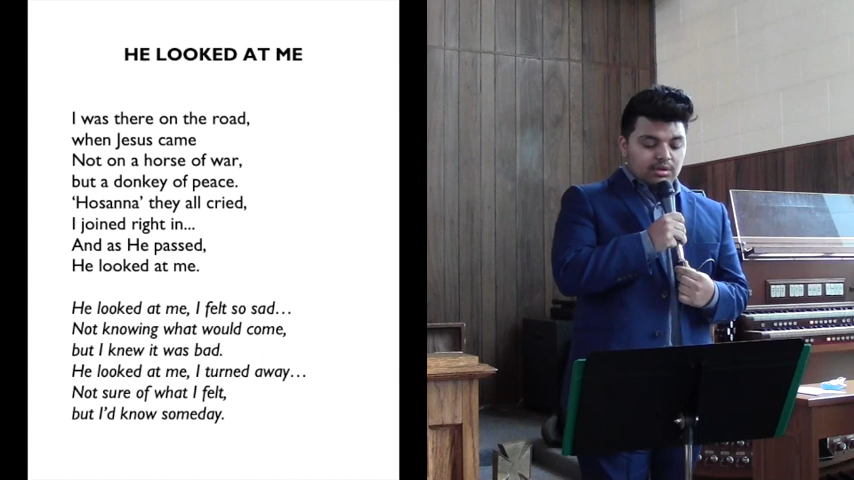 HE LOOKED AT ME
I was there on the road,
when Jesus came
Not on a horse of war,
but a donkey of peace.
‘Hosanna’ they all cried,
I joined right in...
And as He passed,
He looked at me.
He looked at me, I felt so sad…
Not knowing what would come,
but I knew it was bad.
He looked at me, I turned away…
Not sure of what I felt,
but I’d know someday.